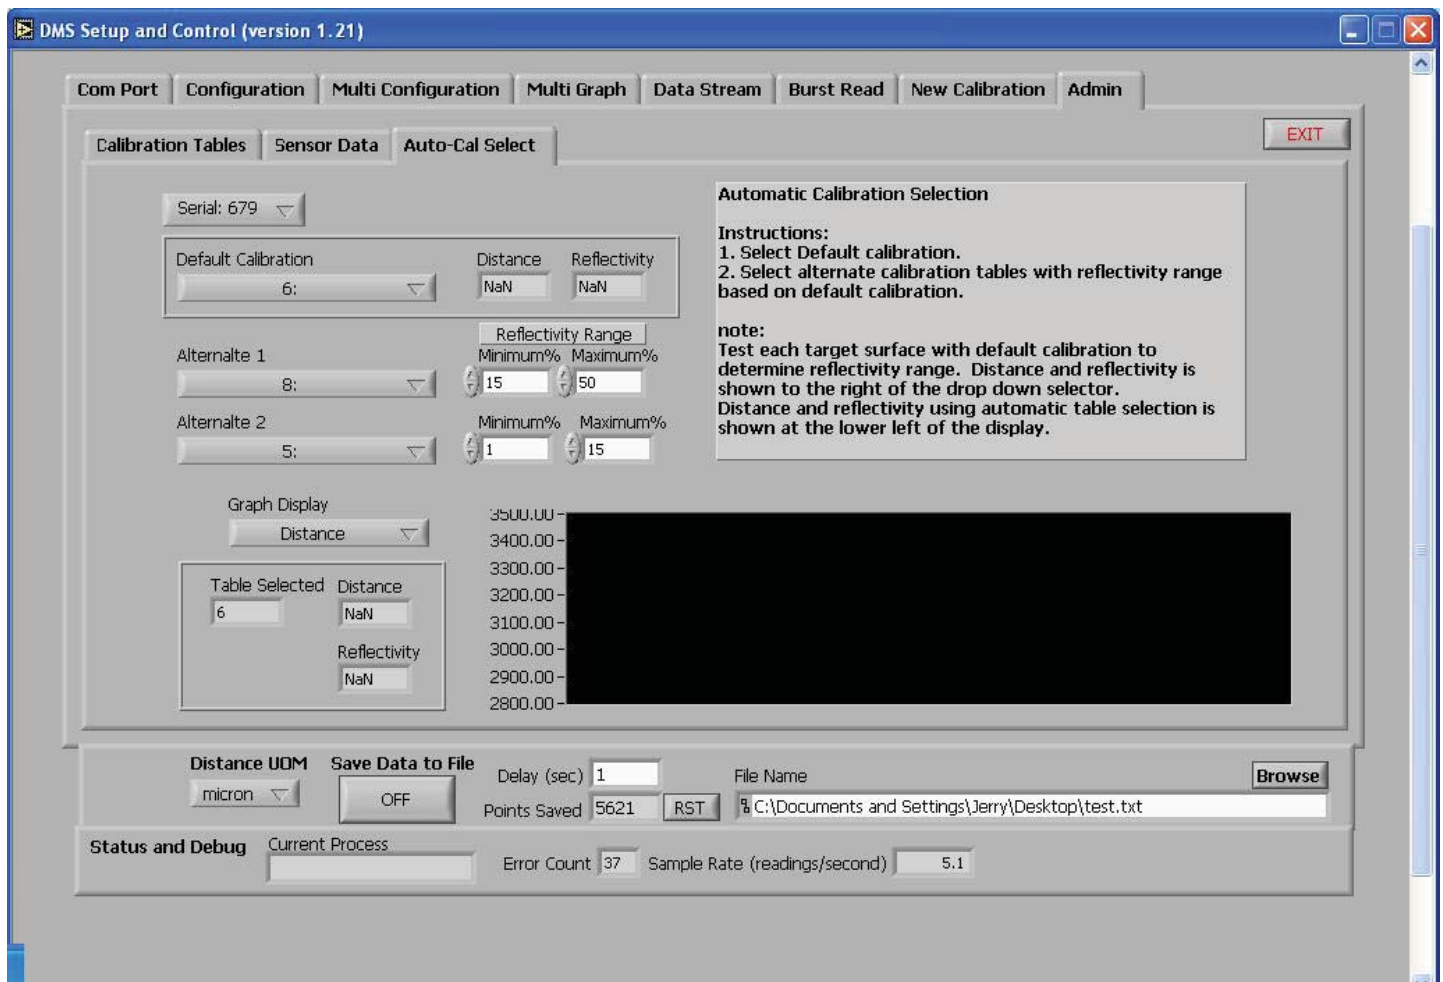 DMS Setup and Control (version 1.21)
Com Port Configuration Multi Configuration Multi Graph Data Stream Burst Read New Calibration Admin
Calibration Tables Sensor Data Auto-Cal Select
EXIT
Serial: 679
Default Calibration Distance Reflectivity
6: NaN NaN
Reflectivity Range
Alternalte 1 Minimum% Maximum%
8: 15 50
Alternalte 2 Minimum% Maximum%
5: 1 15
Automatic Calibration Selection
Instructions:
1. Select Default calibration.
2. Select alternate calibration tables with reflectivity range
based on default calibration.
note:
Test each target surface with default calibration to
determine reflectivity range. Distance and reflectivity is
shown to the right of the drop down selector.
Distance and reflectivity using automatic table selection is
shown at the lower left of the display.
Graph Display
Distance
Table Selected Distance
6 NaN
Reflectivity
NaN
3500.00
3400.00
3300.00
3200.00
3100.00
3000.00
2900.00
2800.00
Distance UOM Save Data to File
micron OFF
Delay (sec) 1
Points Saved 5621 RST
File Name Browse
C:\Documents and Settings\Jerry\Desktop\test.txt
Status and Debug Current Process
Error Count 37 Sample Rate (readings/second) 5.1